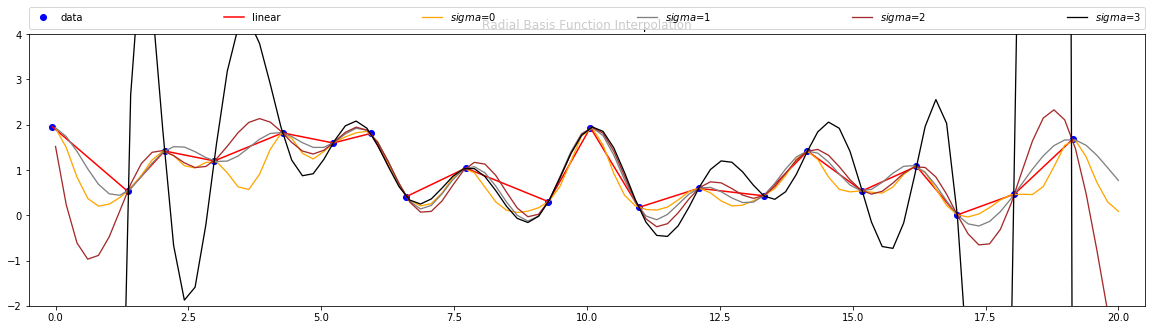 data linear sigma=0 sigma=1 sigma=2 sigma=3
Radial Basis Function Interpolation
4
3
2
1
0
−1
−2
0.0 2.5 5.0 7.5 10.0 12.5 15.0 17.5 20.0